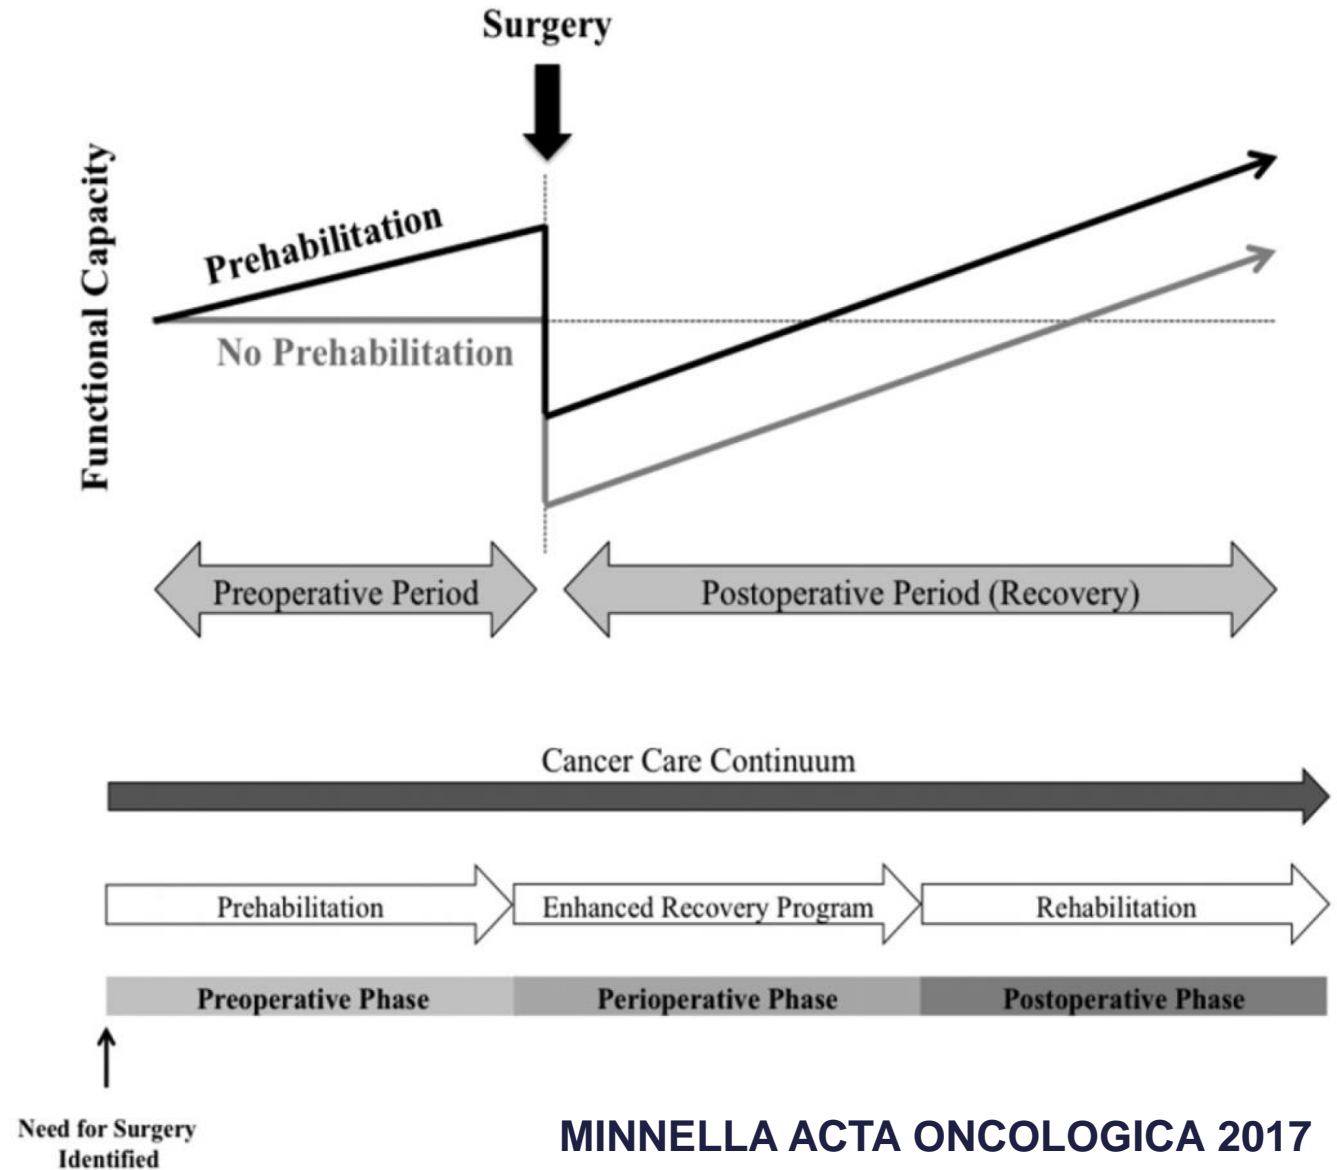 Surgery
Functional Capacity
Prehabilitation
No Prehabilitation
Preoperative Period
Postoperative Period (Recovery)
Cancer Care Continuum
Prehabilitation
Enhanced Recovery Program
Rehabilitation
Preoperative Phase
Perioperative Phase
Postoperative Phase
Need for Surgery
Identified
MINNELLA ACTA ONCOLOGICA 2017